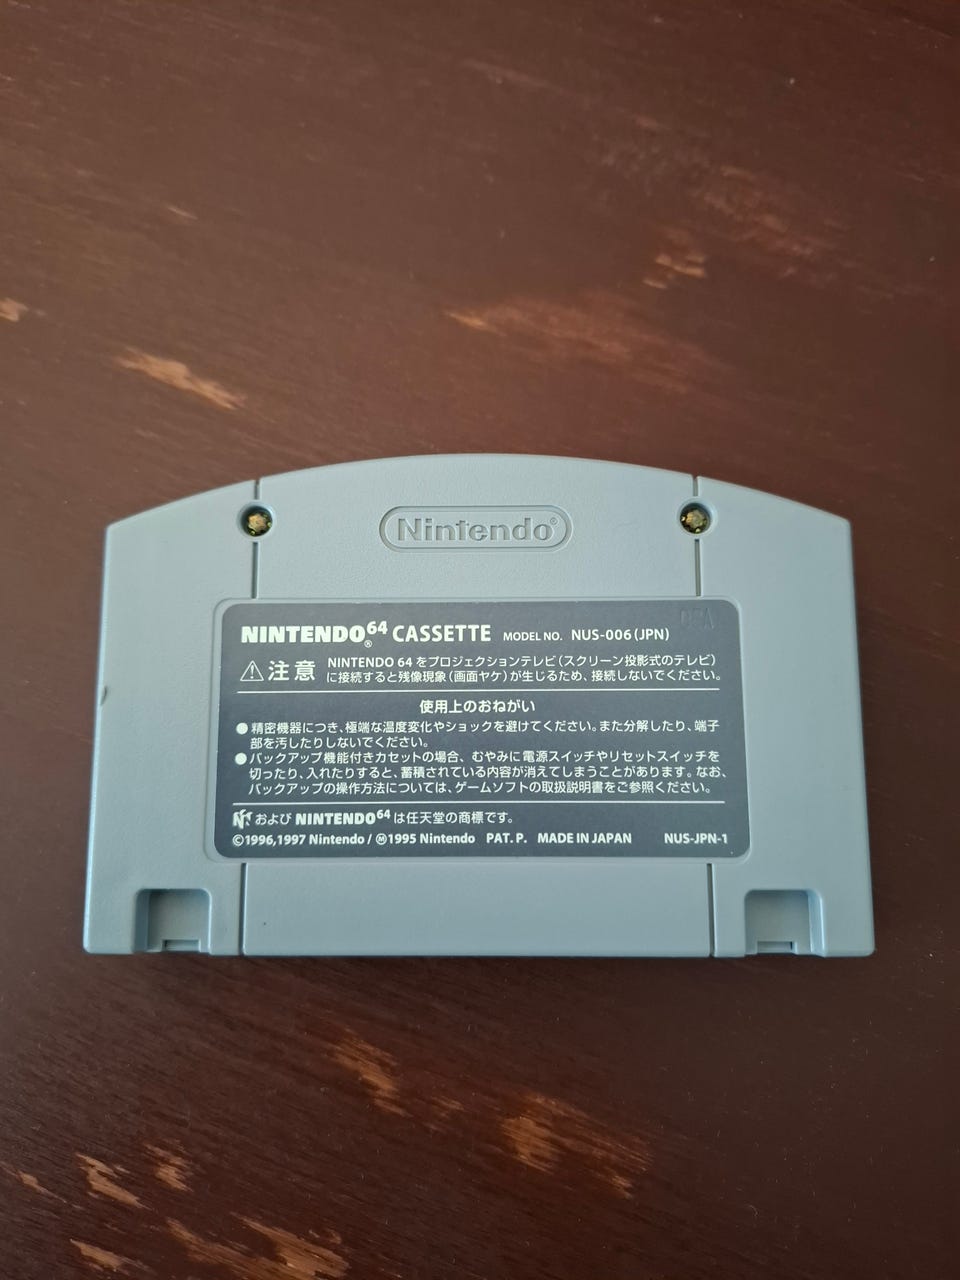 Nintendo®
NINTENDO64® CASSETTE MODEL NO. NUS-006(JPN)
⚠注意 NINTENDO 64 をプロジェクションテレビ(スクリーン投影式のテレビ)
に接続すると残像現象(画面ヤケ)が生じるため、接続しないでください。
使用上のおねがい
●精密機器につき、極端な温度変化やショックを避けてください。また分解したり、端子
部を汚したりしないでください。
●バックアップ機能付きカセットの場合、むやみに電源スイッチやリセットスイッチを
切ったり、入れたりすると、蓄積されている内容が消えてしまうことがあります。なお、
バックアップの操作方法については、ゲームソフトの取扱説明書をご参照ください。
および NINTENDO64 は任天堂の商標です。
©1996,1997 Nintendo / Ⓜ1995 Nintendo PAT. P. MADE IN JAPAN NUS-JPN-1